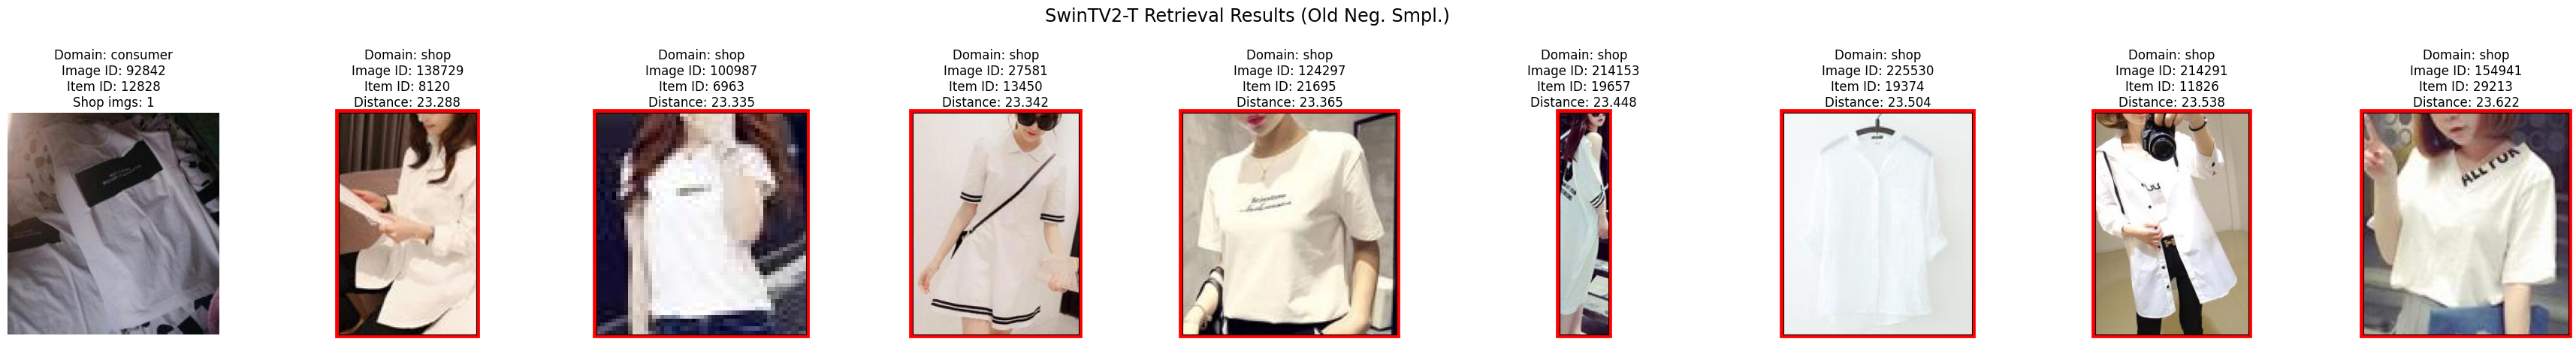 SwinTV2-T Retrieval Results (Old Neg. Smpl.)
Domain: consumer
Image ID: 92842
Item ID: 12828
Shop imgs: 1
Domain: shop
Image ID: 138729
Item ID: 8120
Distance: 23.288
Domain: shop
Image ID: 100987
Item ID: 6963
Distance: 23.335
Domain: shop
Image ID: 27581
Item ID: 13450
Distance: 23.342
Domain: shop
Image ID: 124297
Item ID: 21695
Distance: 23.365
Domain: shop
Image ID: 214153
Item ID: 19657
Distance: 23.448
Domain: shop
Image ID: 225530
Item ID: 19374
Distance: 23.504
Domain: shop
Image ID: 214291
Item ID: 11826
Distance: 23.538
Domain: shop
Image ID: 154941
Item ID: 29213
Distance: 23.622